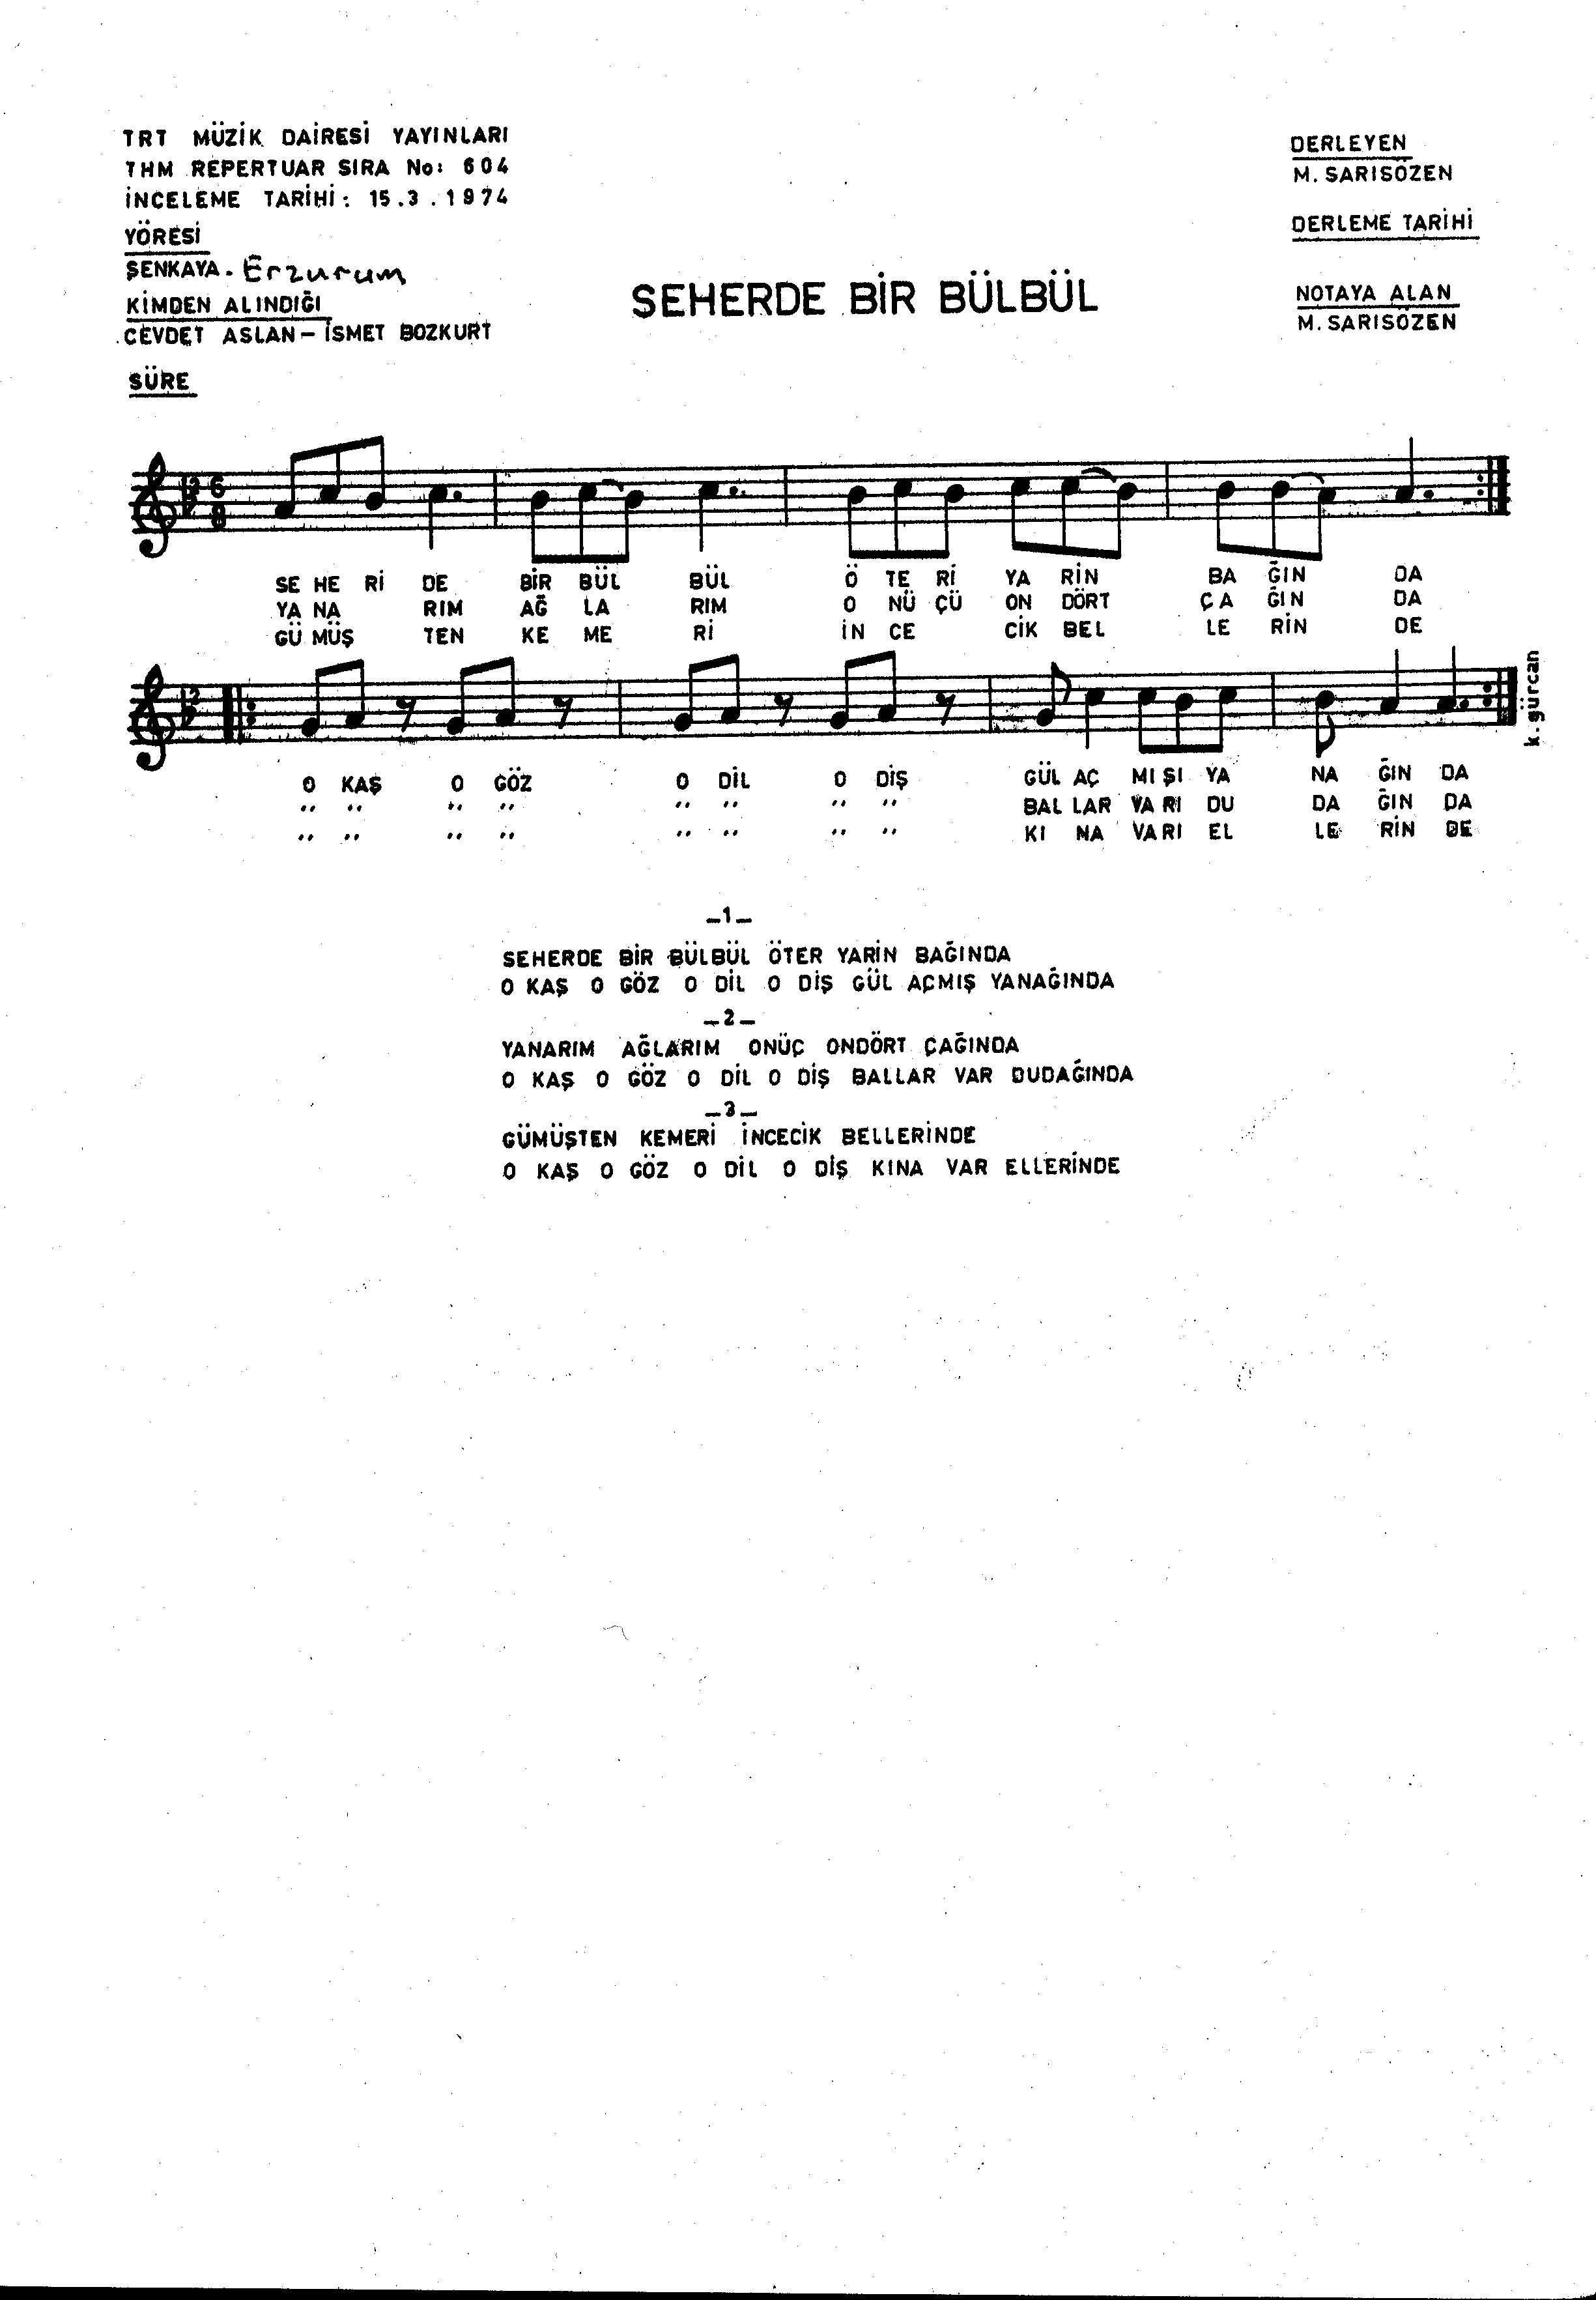 TRT MÜZİK DAİRESİ YAYINLARI
THM REPERTUAR SIRA No: 604
İNCELEME TARİHİ: 15.3.1974
YÖRESİ
ŞENKAYA. Erzurum
KİMDEN ALINDIĞI
CEVDET ASLAN – İSMET BOZKURT
SÜRE
SEHERDE BİR BÜLBÜL
DERLEYEN
M. SARISÖZEN
DERLEME TARİHİ
NOTAYA ALAN
M. SARISÖZEN
6
8
SE HE Rİ DE BİR BÜL BÜL Ö TE Rİ YA RİN BA ĞIN DA
YA NA RIM AĞ LA RIM O NÜ ÇÜ ON DÖRT ÇA ĞIN DA
GÜ MÜŞ TEN KE ME Rİ İN CE CİK BEL LE RİN DE
O KAŞ O GÖZ O DİL O DİŞ GÜL AÇ MI ŞI YA NA ĞIN DA
,, ,, ,, ,, ,, ,, ,, ,, BAL LAR VA RI DU DA ĞIN DA
,, ,, ,, ,, ,, ,, ,, ,, KI NA VA RI EL LE RİN DE
k. gürcan
_1_
SEHERDE BİR BÜLBÜL ÖTER YARİN BAĞINDA
O KAŞ O GÖZ O DİL O DİŞ GÜL AÇMIŞ YANAĞINDA
_2_
YANARIM AĞLARIM ONÜÇ ONDÖRT ÇAĞINDA
O KAŞ O GÖZ O DİL O DİŞ BALLAR VAR DUDAĞINDA
_3_
GÜMÜŞTEN KEMERİ İNCECİK BELLERİNDE
O KAŞ O GÖZ O DİL O DİŞ KINA VAR ELLERİNDE